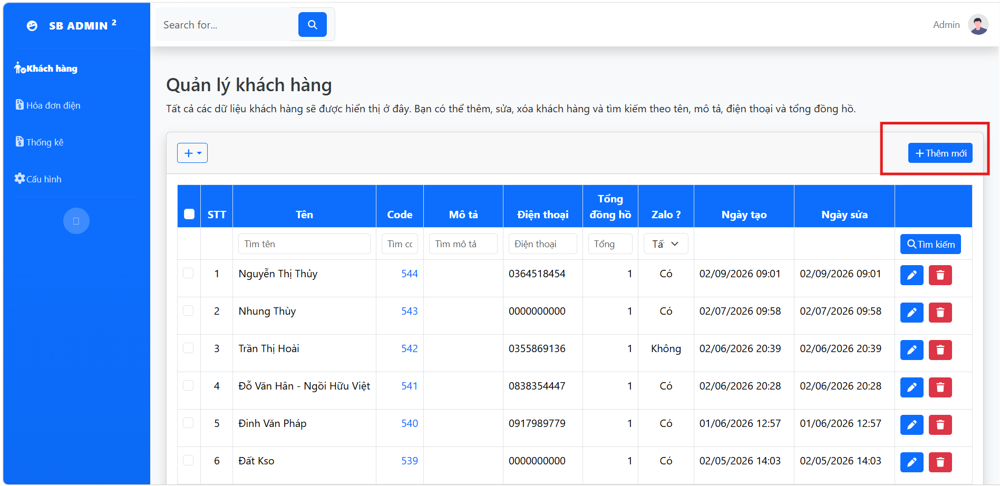 SB ADMIN 2
Search for...
Admin
Khách hàng
Hóa đơn điện
Thống kê
Cấu hình
Quản lý khách hàng
Tất cả các dữ liệu khách hàng sẽ được hiển thị ở đây. Bạn có thể thêm, sửa, xóa khách hàng và tìm kiếm theo tên, mô tả, điện thoại và tổng đồng hồ.
+ Thêm mới
STT Tên Code Mô tả Điện thoại Tổng đồng hồ Zalo ? Ngày tạo Ngày sửa
Tìm tên Tìm cc Tìm mô tả Điện thoại Tổng Tấ Tìm kiếm
1 Nguyễn Thị Thủy 544 0364518454 1 Có 02/09/2026 09:01 02/09/2026 09:01
2 Nhung Thùy 543 0000000000 1 Có 02/07/2026 09:58 02/07/2026 09:58
3 Trần Thị Hoài 542 0355869136 1 Không 02/06/2026 20:39 02/06/2026 20:39
4 Đỗ Văn Hân - Ngồi Hữu Việt 541 0838354447 1 Có 02/06/2026 20:28 02/06/2026 20:28
5 Đinh Văn Pháp 540 0917989779 1 Có 01/06/2026 12:57 01/06/2026 12:57
6 Đất Kso 539 0000000000 1 Có 02/05/2026 14:03 02/05/2026 14:03